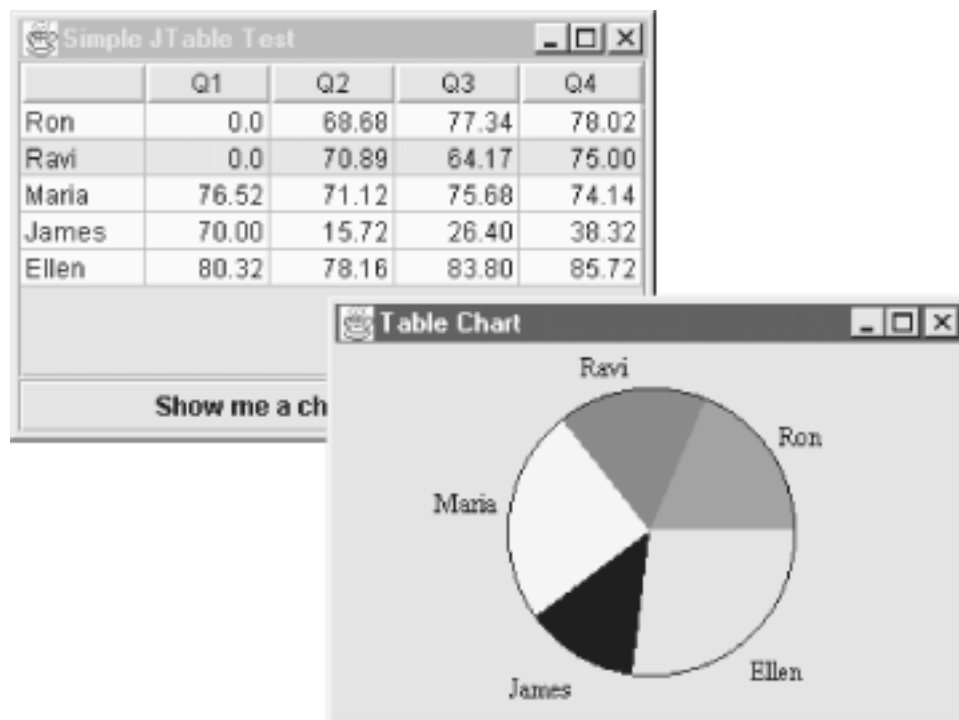 Simple JTable Test
Q1 Q2 Q3 Q4
Ron 0.0 68.68 77.34 78.02
Ravi 0.0 70.89 64.17 75.00
Maria 76.52 71.12 75.68 74.14
James 70.00 15.72 26.40 38.32
Ellen 80.32 78.16 83.80 85.72
Show me a ch
Table Chart
Ravi
Ron
Maria
Ellen
James